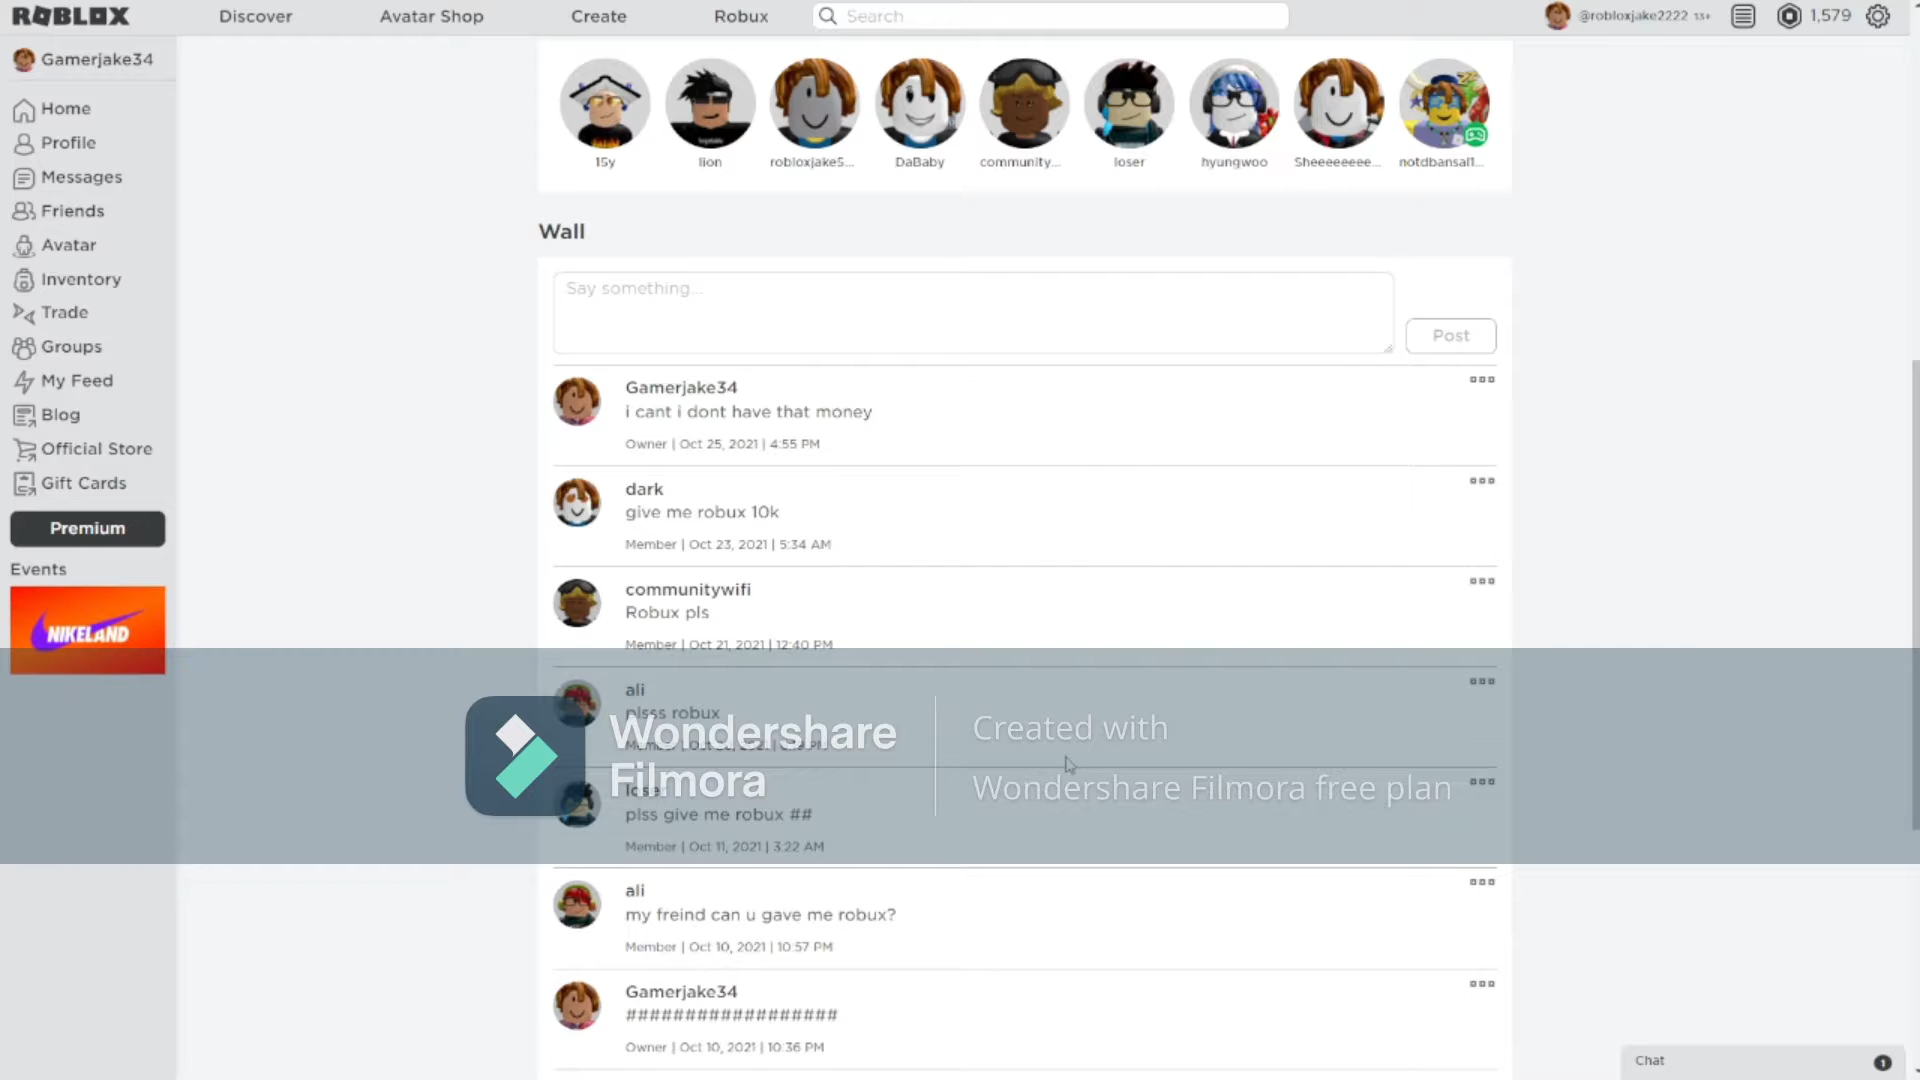 ROBLOX
Discover
Avatar Shop
Create
Robux
Search
@robloxjake2222 13+
1,579
Gamerjake34
Home
Profile
Messages
Friends
Avatar
Inventory
Trade
Groups
My Feed
Blog
Official Store
Gift Cards
Premium
Events
NIKELAND
15y
lion
robloxjake5...
DaBaby
community...
loser
hyungwoo
Sheeeeeeee...
notdbansal1...
Wall
Say something...
Post
Gamerjake34
i cant i dont have that money
Owner | Oct 25, 2021 | 4:55 PM
dark
give me robux 10k
Member | Oct 23, 2021 | 5:34 AM
communitywifi
Robux pls
Member | Oct 21, 2021 | 12:40 PM
ali
plsss robux
Wondershare
Filmora
Created with
Wondershare Filmora free plan
loser
plss give me robux ##
Member | Oct 11, 2021 | 3:22 AM
ali
my freind can u gave me robux?
Member | Oct 10, 2021 | 10:57 PM
Gamerjake34
##################
Owner | Oct 10, 2021 | 10:36 PM
Chat
1